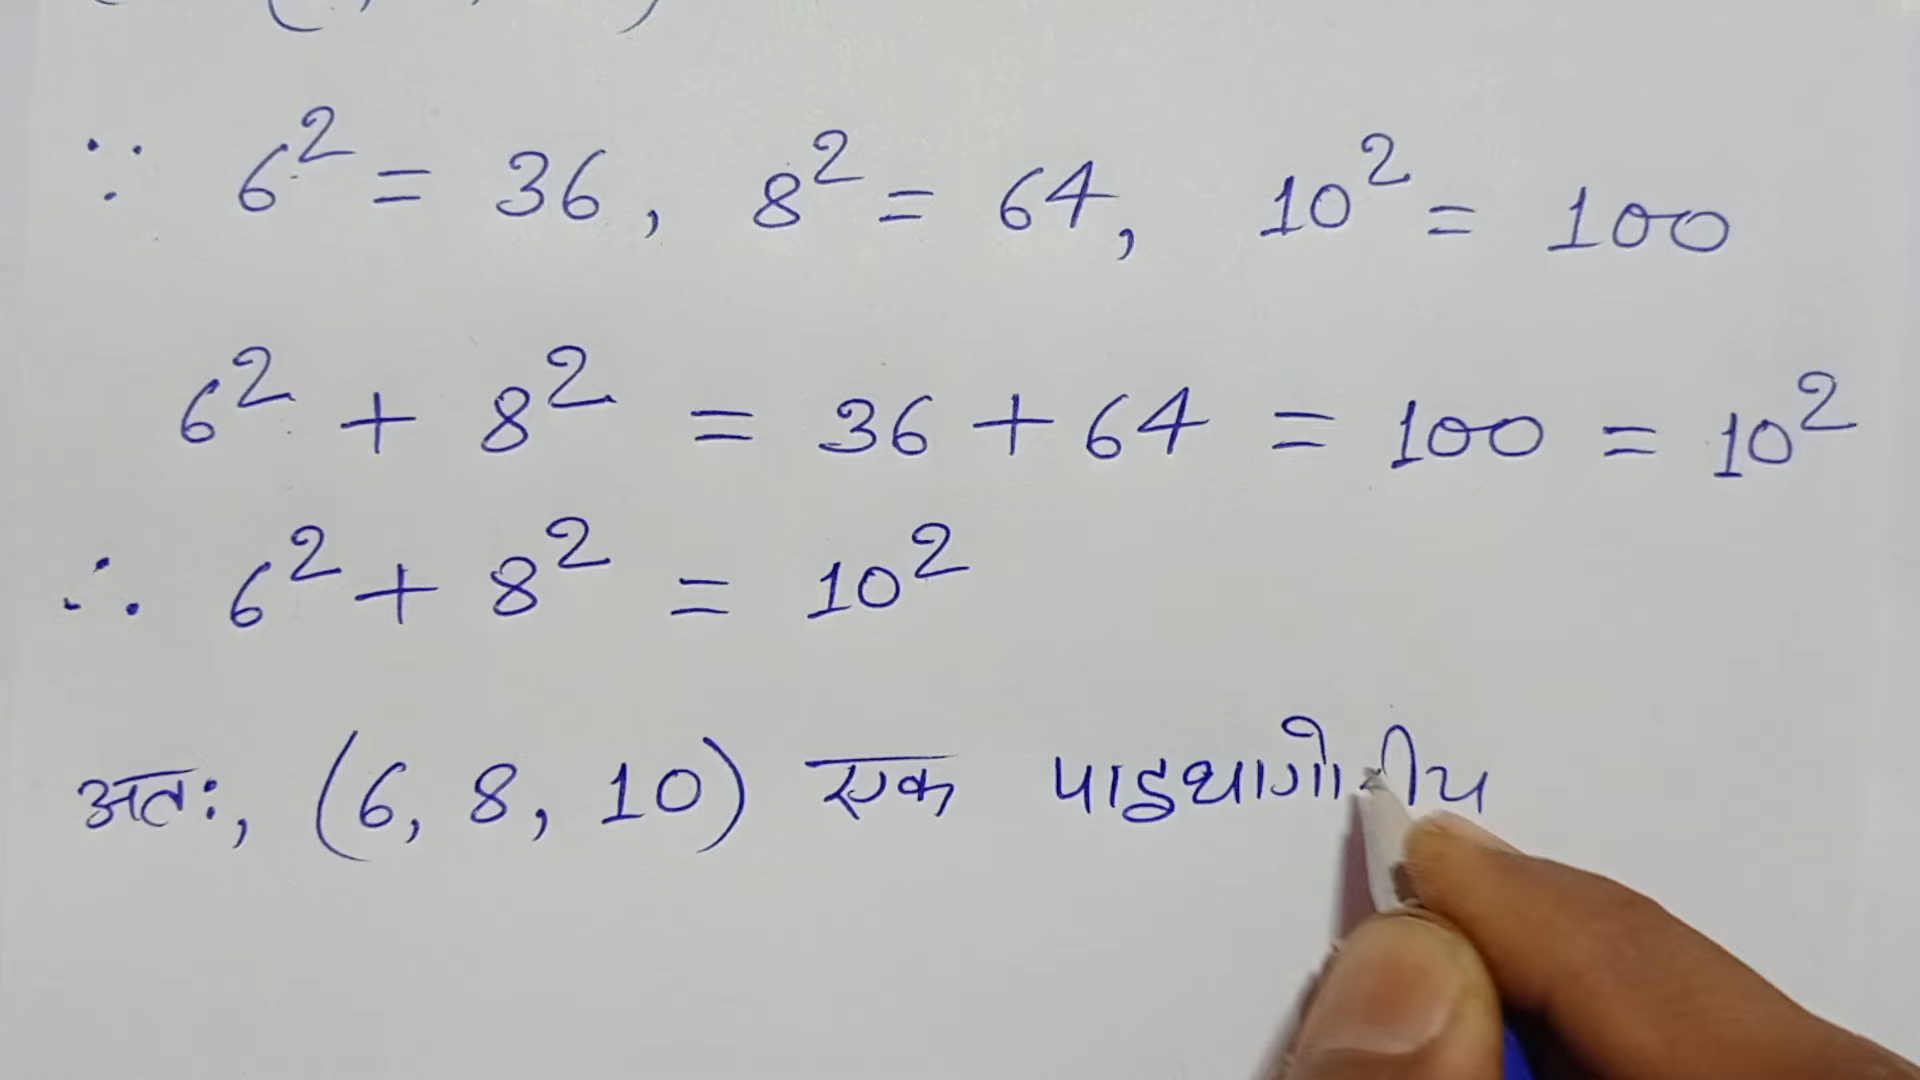 ∵ 6² = 36, 8² = 64, 10² = 100
6² + 8² = 36 + 64 = 100 = 10²
∴ 6² + 8² = 10²
अतः, (6, 8, 10) एक